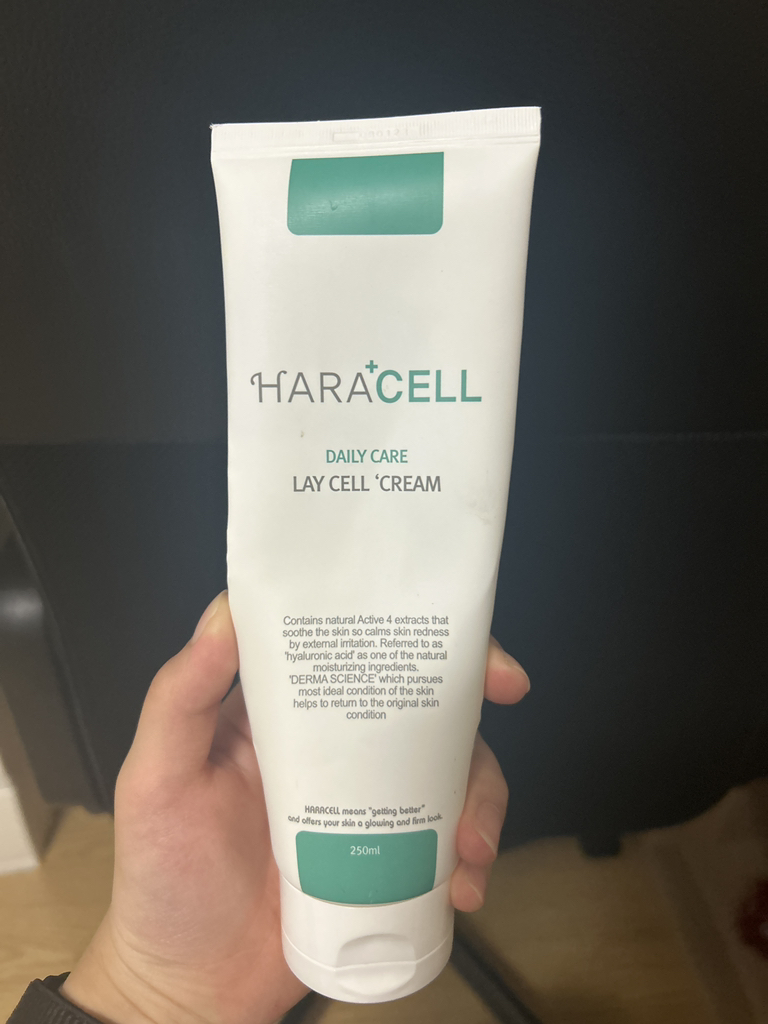 HARA+CELL
DAILY CARE
LAY CELL ‘CREAM
Contains natural Active 4 extracts that
soothe the skin so calms skin redness
by external irritation. Referred to as
'hyaluronic acid' as one of the natural
moisturizing ingredients.
'DERMA SCIENCE' which pursues
most ideal condition of the skin
helps to return to the original skin
condition
HARACELL means "getting better"
and offers your skin a glowing and firm look.
250ml